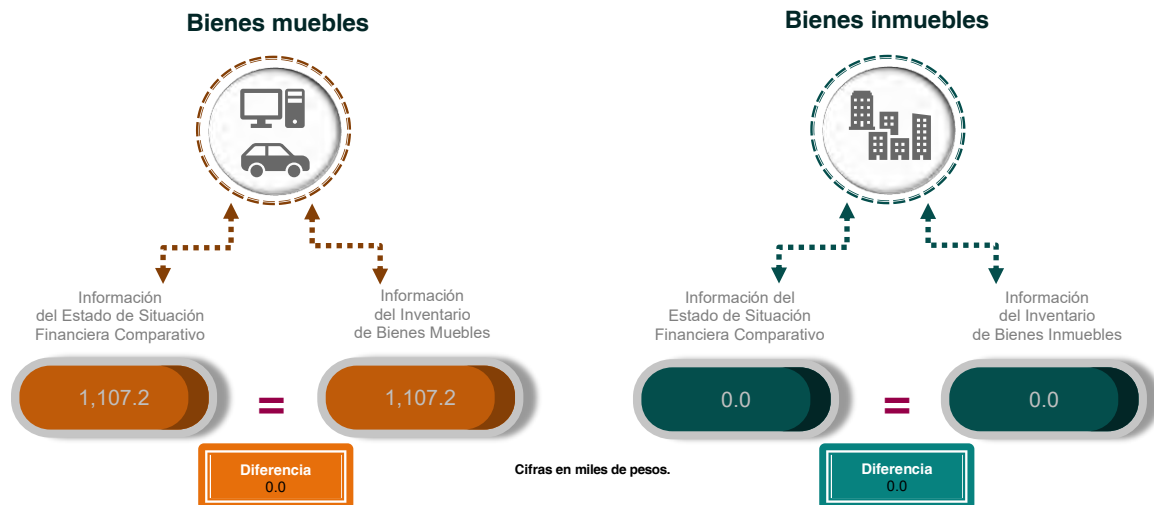 Bienes muebles
Información
del Estado de Situación
Financiera Comparativo
Información
del Inventario
de Bienes Muebles
1,107.2
=
1,107.2
Diferencia
0.0
Cifras en miles de pesos.
Bienes inmuebles
Información del
Estado de Situación
Financiera Comparativo
Información
del Inventario
de Bienes Inmuebles
0.0
=
0.0
Diferencia
0.0